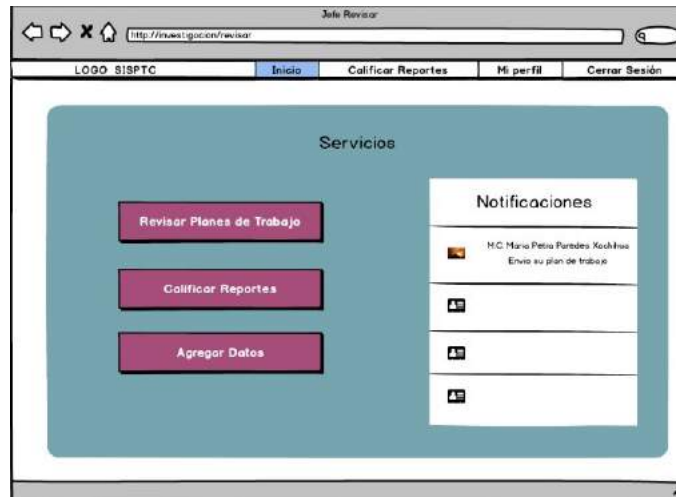 Jefe Revisar
http://investigacion/revisar
LOGO SISPTC
Inicio
Calificar Reportes
Mi perfil
Cerrar Sesión
Servicios
Revisar Planes de Trabajo
Calificar Reportes
Agregar Datos
Notificaciones
M.C. Maria Petra Paredes Xochihua
Envio su plan de trabajo